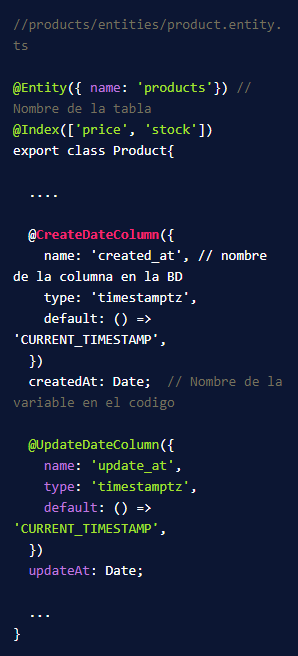 //products/entities/product.entity.
ts
@Entity({ name: 'products'}) //
Nombre de la tabla
@Index(['price', 'stock'])
export class Product{
....
@CreateDateColumn({
name: 'created_at', // nombre
de la columna en la BD
type: 'timestamptz',
default: () =>
'CURRENT_TIMESTAMP',
})
createdAt: Date;  // Nombre de la
variable en el codigo
@UpdateDateColumn({
name: 'update_at',
type: 'timestamptz',
default: () =>
'CURRENT_TIMESTAMP',
})
updateAt: Date;
...
}